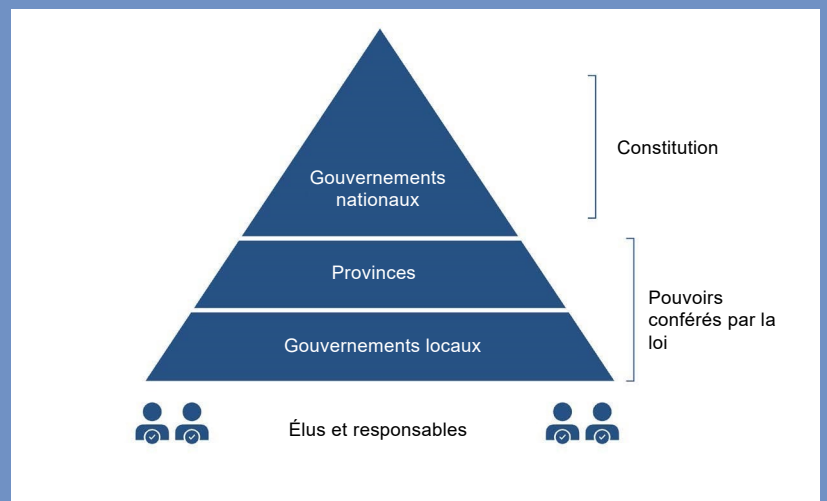 Constitution
Gouvernements
nationaux
Provinces
Pouvoirs
conférés par la
loi
Gouvernements locaux
Élus et responsables